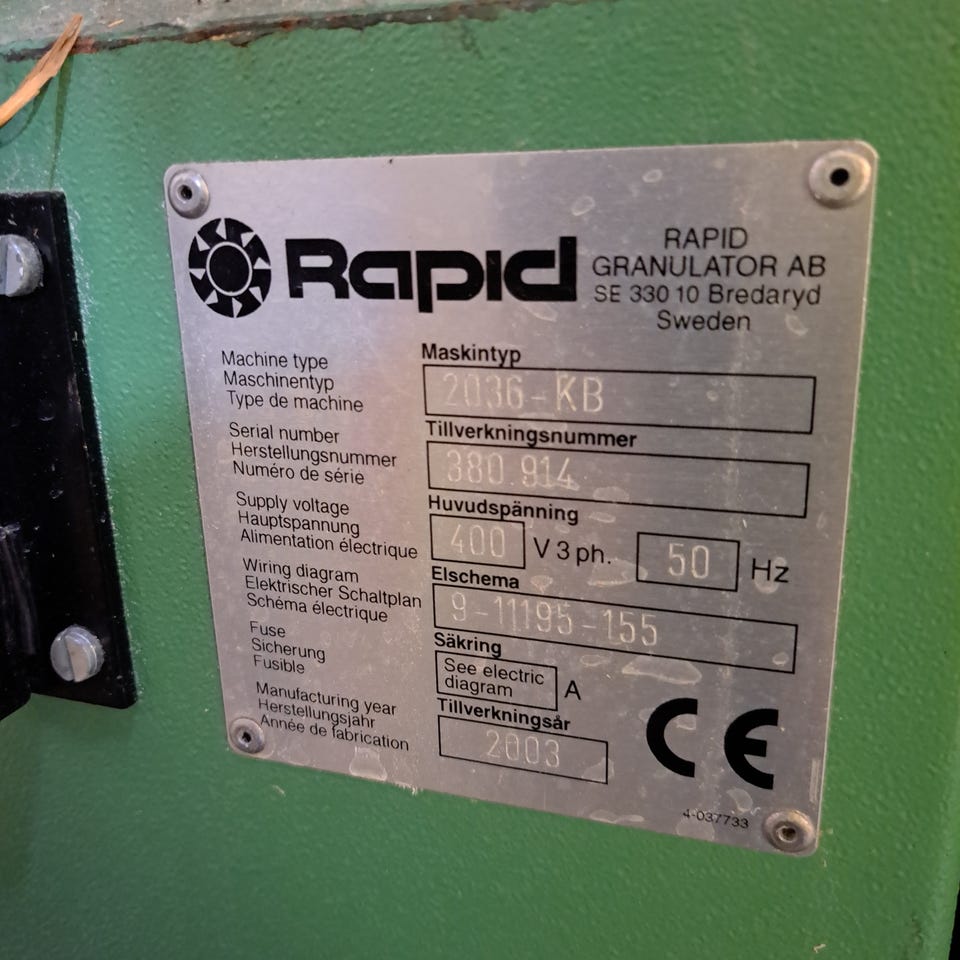 Rapid
RAPID
GRANULATOR AB
SE 330 10 Bredaryd
Sweden
Machine type
Maschinentyp
Type de machine
Maskintyp
2036-KB
Serial number
Herstellungsnummer
Numéro de série
Tillverkningsnummer
380.914
Supply voltage
Hauptspannung
Alimentation électrique
Huvudspänning
400 V 3 ph. 50 Hz
Wiring diagram
Elektrischer Schaltplan
Schéma électrique
Elschema
9-11195-155
Fuse
Sicherung
Fusible
Säkring
See electric
diagram A
Manufacturing year
Herstellungsjahr
Année de fabrication
Tillverkningsår
2003
CE
4-037733